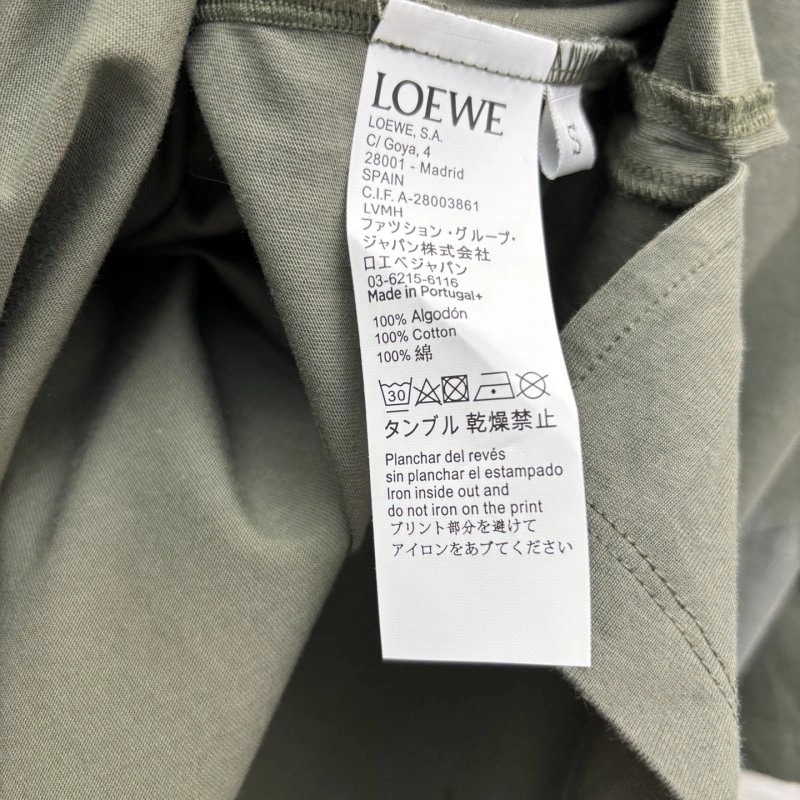 LOEWE
LOEWE, S.A.
C/ Goya, 4
28001 - Madrid
SPAIN
C.I.F. A-28003861
LVMH
ファツション・グループ・
ジャパン株式会社
ロエベジャパン
03-6215-6116
Made in Portugal+
100% Algodón
100% Cotton
100% 綿
30
タンブル 乾燥禁止
Planchar del revés
sin planchar el estampado
Iron inside out and
do not iron on the print
プリント部分を避けて
アイロンをあブてください
S